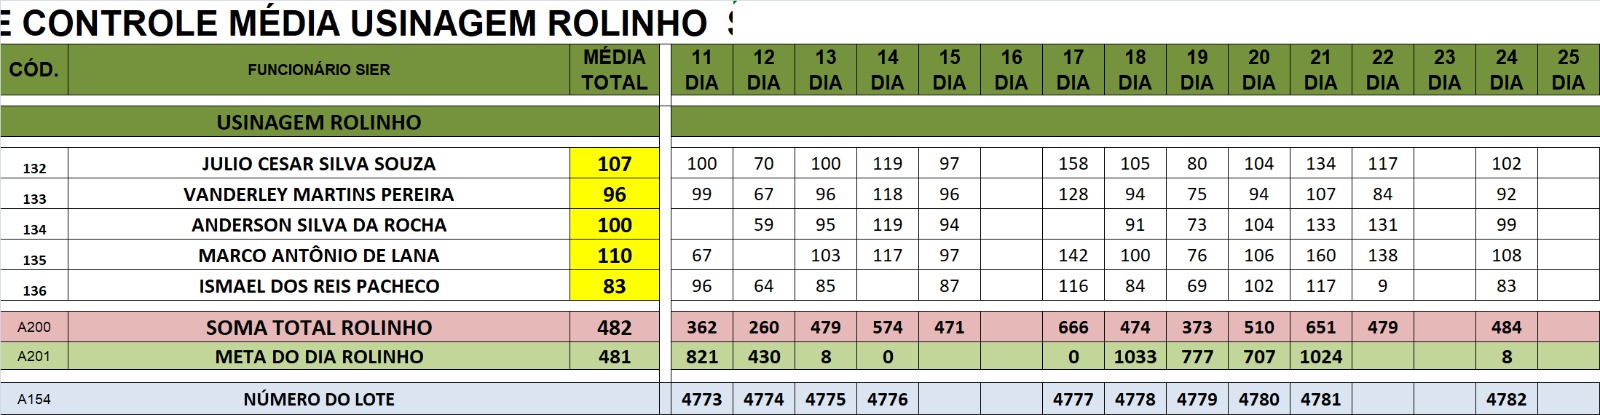 E CONTROLE MÉDIA USINAGEM ROLINHO
CÓD. FUNCIONÁRIO SIER MÉDIA TOTAL 11 DIA 12 DIA 13 DIA 14 DIA 15 DIA 16 DIA 17 DIA 18 DIA 19 DIA 20 DIA 21 DIA 22 DIA 23 DIA 24 DIA 25 DIA
USINAGEM ROLINHO
132 JULIO CESAR SILVA SOUZA 107 100 70 100 119 97 158 105 80 104 134 117 102
133 VANDERLEY MARTINS PEREIRA 96 99 67 96 118 96 128 94 75 94 107 84 92
134 ANDERSON SILVA DA ROCHA 100 59 95 119 94 91 73 104 133 131 99
135 MARCO ANTÔNIO DE LANA 110 67 103 117 97 142 100 76 106 160 138 108
136 ISMAEL DOS REIS PACHECO 83 96 64 85 87 116 84 69 102 117 9 83
A200 SOMA TOTAL ROLINHO 482 362 260 479 574 471 666 474 373 510 651 479 484
A201 META DO DIA ROLINHO 481 821 430 8 0 0 1033 777 707 1024 8
A154 NÚMERO DO LOTE 4773 4774 4775 4776 4777 4778 4779 4780 4781 4782